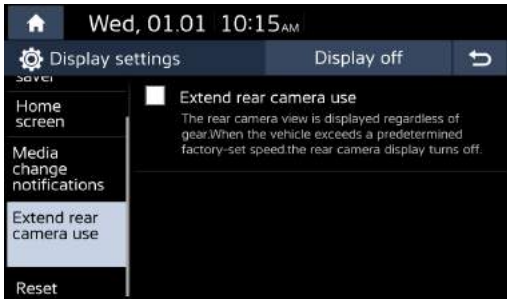 Wed, 01.01 10:15AM
Display settings
Display off
saver
Home
screen
Media
change
notifications
Extend rear
camera use
Reset
Extend rear camera use
The rear camera view is displayed regardless of
gear.When the vehicle exceeds a predetermined
factory-set speed.the rear camera display turns off.